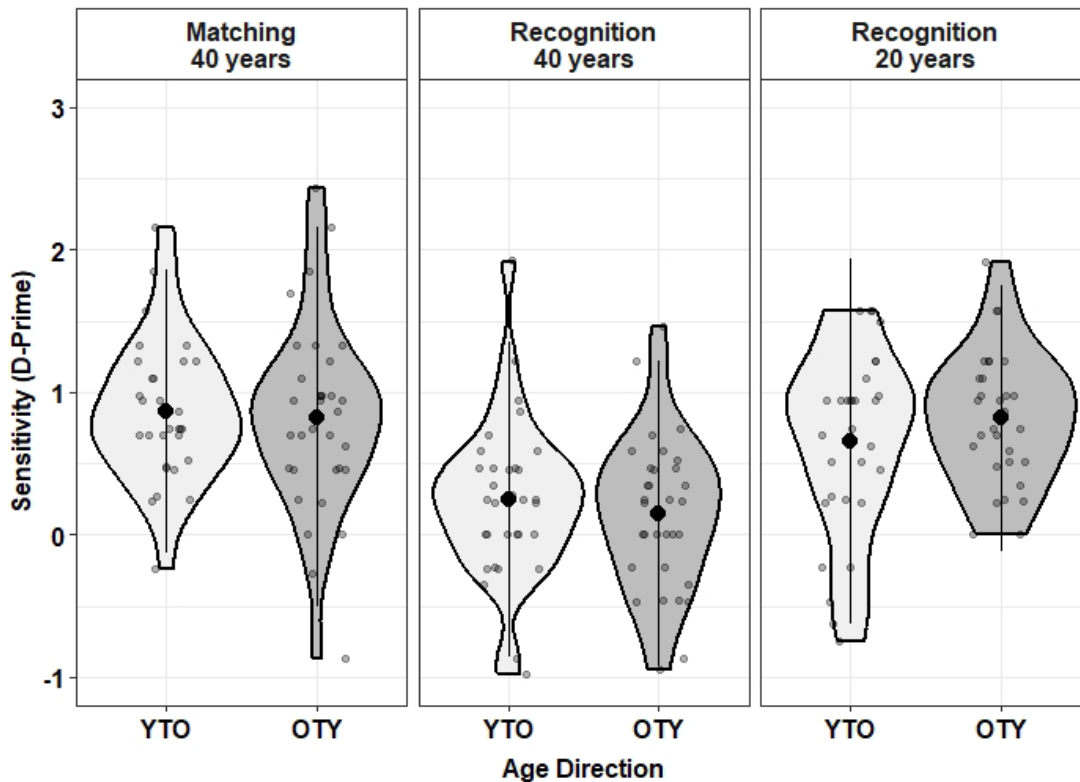 Matching
40 years
Recognition
40 years
Recognition
20 years
Sensitivity (D-Prime)
3
2
1
0
-1
YTO
OTY
YTO
OTY
YTO
OTY
Age Direction